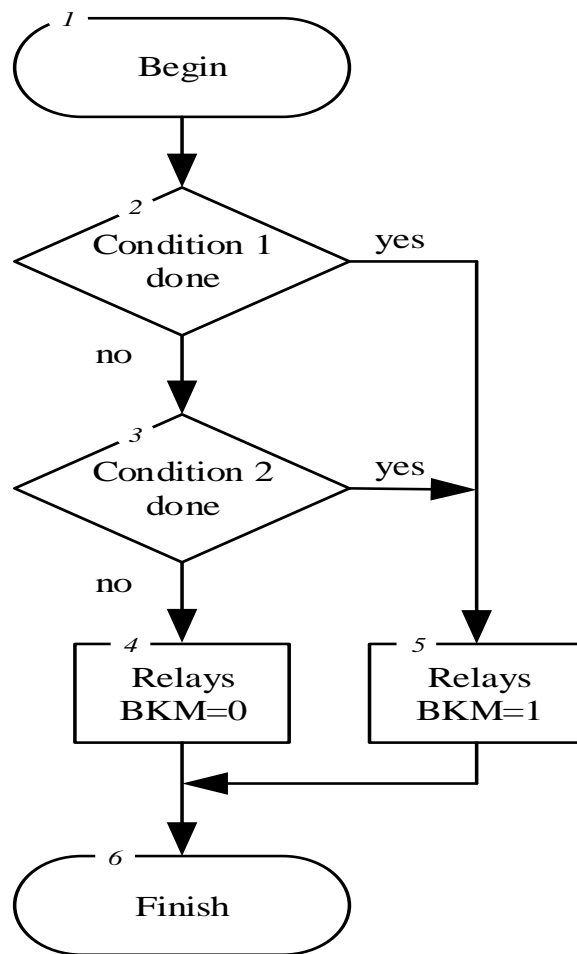 1
Begin
2
Condition 1
done
yes
no
3
Condition 2
done
yes
no
4
Relays
BKM=0
5
Relays
BKM=1
6
Finish